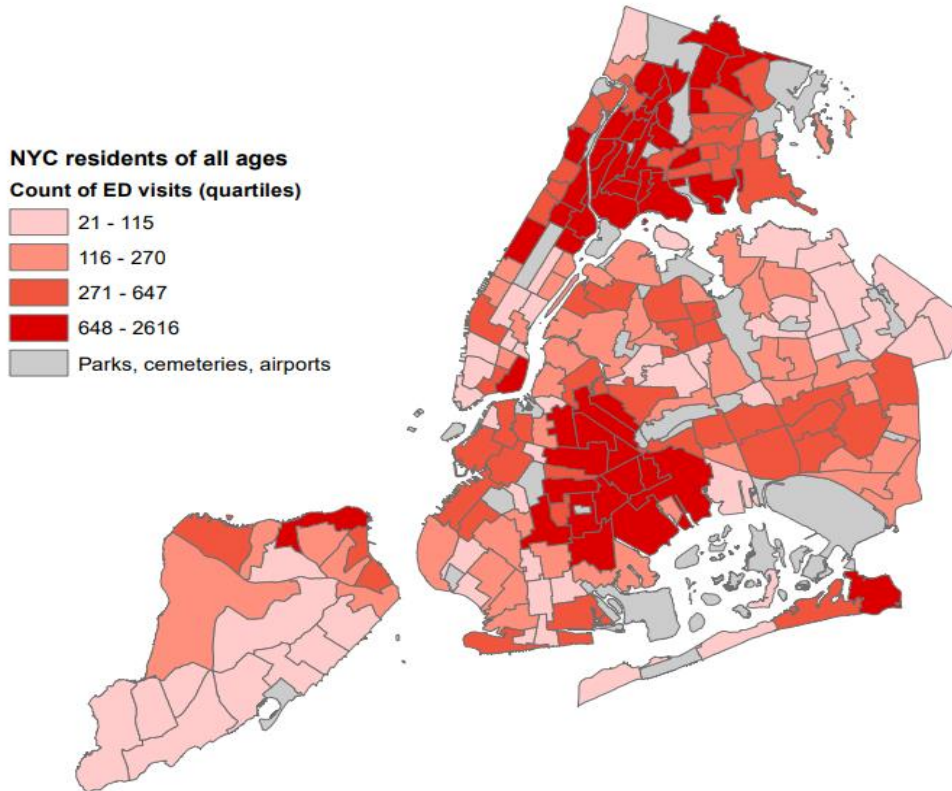 NYC residents of all ages
Count of ED visits (quartiles)
21 - 115
116 - 270
271 - 647
648 - 2616
Parks, cemeteries, airports